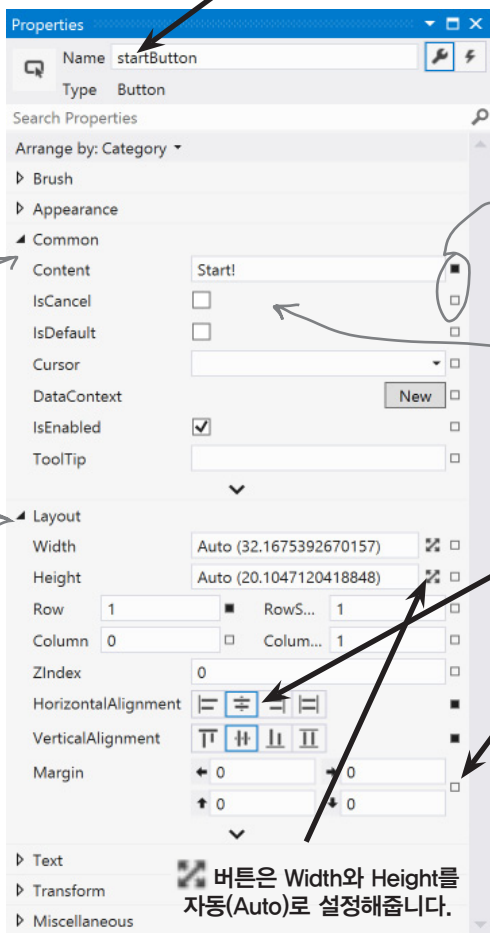 Properties
Name startButton
Type Button
Search Properties
Arrange by: Category
Brush
Appearance
Common
Content Start!
IsCancel
IsDefault
Cursor
DataContext New
IsEnabled
ToolTip
Layout
Width Auto (32.1675392670157)
Height Auto (20.1047120418848)
Row 1 RowS... 1
Column 0 Colum... 1
ZIndex 0
HorizontalAlignment
VerticalAlignment
Margin 0 0
0 0
Text
Transform
Miscellaneous
버튼은 Width와 Height를
자동(Auto)로 설정해줍니다.